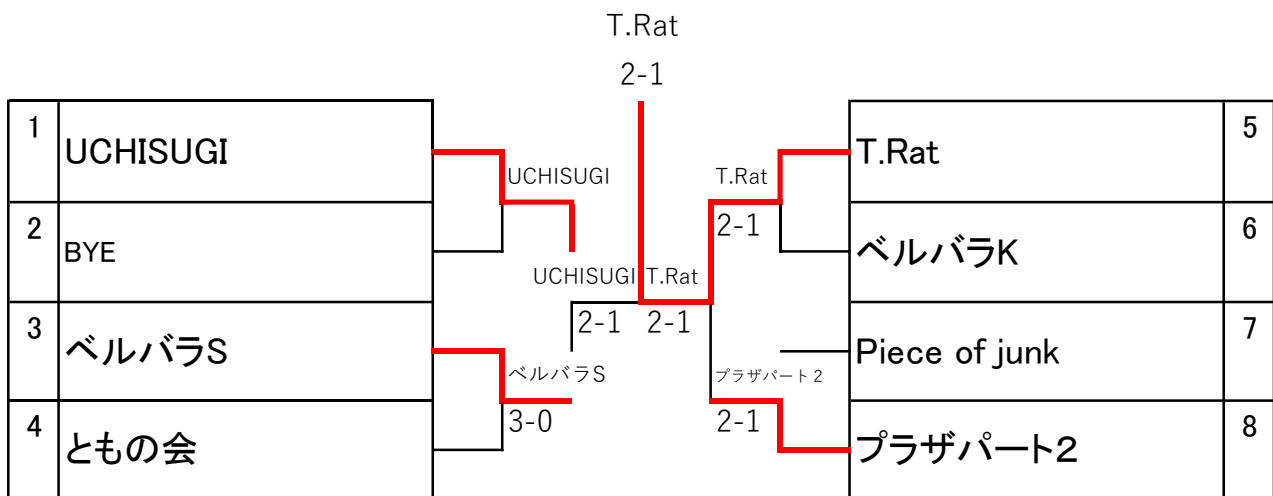 T.Rat
2-1
1
UCHISUGI
2
BYE
3
ベルバラS
4
ともの会
UCHISUGI
UCHISUGI
2-1
ベルバラS
3-0
T.Rat
2-1
T.Rat
2-1
プラザパート2
2-1
T.Rat
5
ベルバラK
6
Piece of junk
7
プラザパート2
8